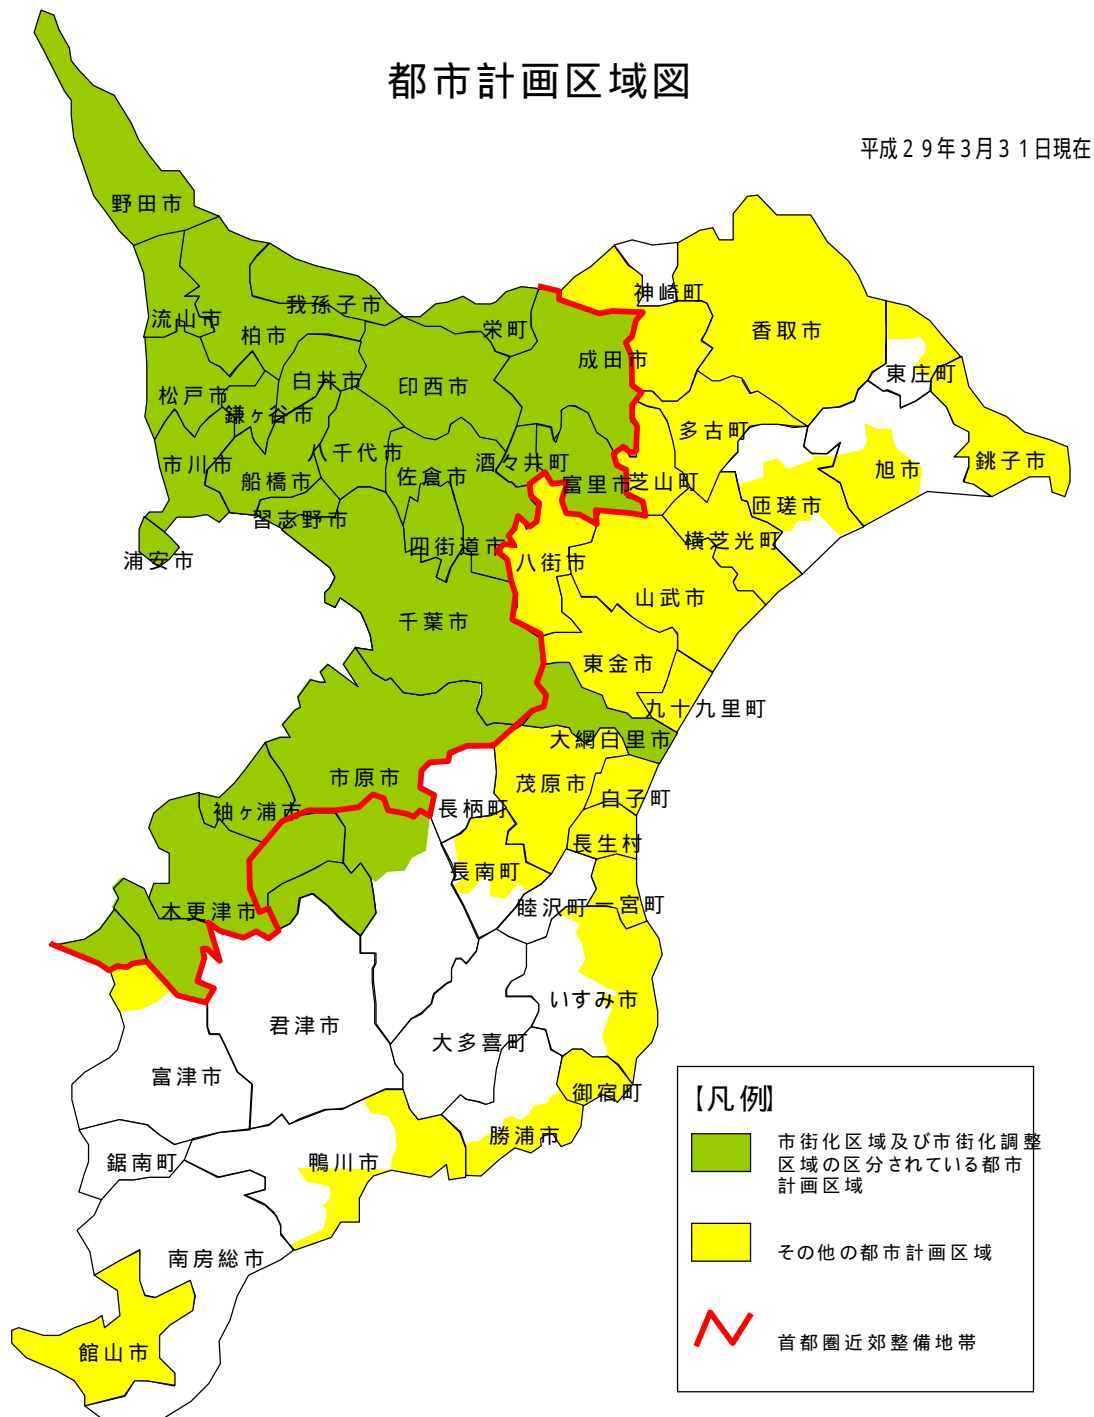 都市計画区域図
平成２９年３月３１日現在
野田市
流山市
柏市
我孫子市
栄町
神崎町
香取市
成田市
東庄町
松戸市
鎌ヶ谷市
白井市
印西市
多古町
銚子市
旭市
市川市
船橋市
八千代市
佐倉市
酒々井町
富里市
芝山町
匝瑳市
習志野市
四街道市
横芝光町
浦安市
八街市
山武市
千葉市
東金市
九十九里町
大網白里市
市原市
茂原市
白子町
袖ヶ浦市
長柄町
長生村
長南町
木更津市
睦沢町
一宮町
君津市
いすみ市
大多喜町
富津市
御宿町
勝浦市
鋸南町
鴨川市
南房総市
館山市
【凡例】
市街化区域及び市街化調整
区域の区分されている都市
計画区域
その他の都市計画区域
首都圏近郊整備地帯